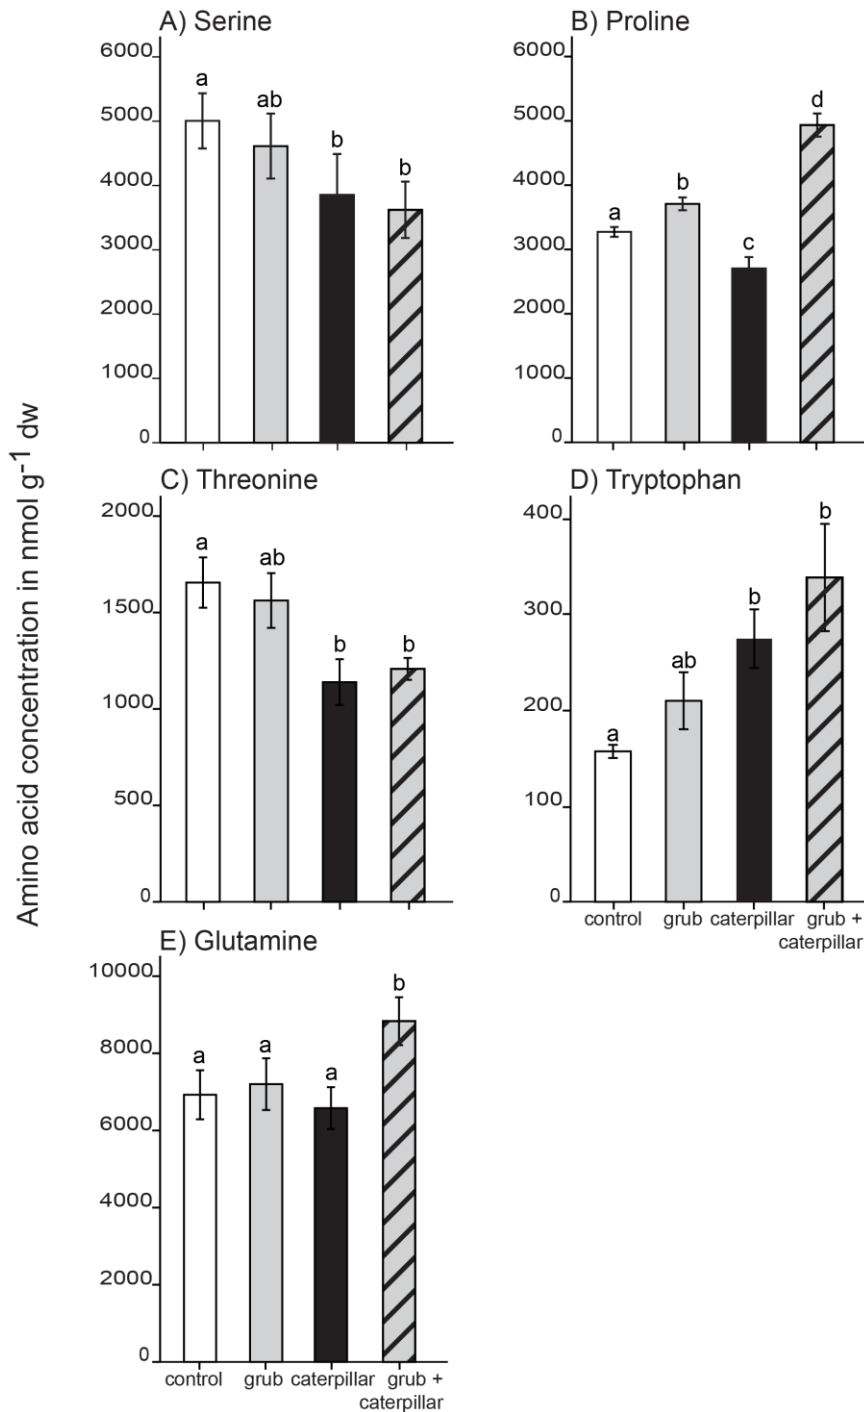 Amino acid concentration in nmol g⁻¹ dw
A) Serine
6000
5000
4000
3000
2000
1000
0
a
ab
b
b
B) Proline
6000
5000
4000
3000
2000
1000
0
a
b
c
d
C) Threonine
2000
1500
1000
500
0
a
ab
b
b
D) Tryptophan
400
300
200
100
0
a
ab
b
b
control grub caterpillar grub +
caterpillar
E) Glutamine
10000
8000
6000
4000
2000
0
a
a
a
b
control grub caterpillar grub +
caterpillar